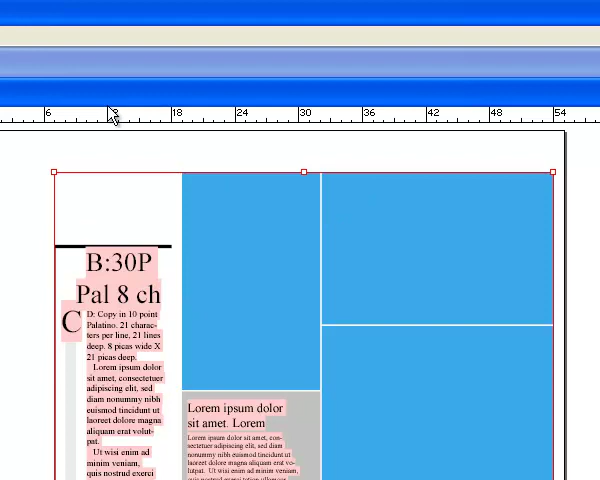 6 18 24 30 36 42 48 54
B:30P
Pal 8 ch
C
D: Copy in 10 point
Palatino. 21 charac-
ters per line, 21 lines
deep. 8 picas wide X
21 picas deep.
Lorem ipsum dolor
sit amet, consectetuer
adipiscing elit, sed
diam nonummy nibh
euismod tincidunt ut
laoreet dolore magna
aliquam erat volut-
pat.
Ut wisi enim ad
minim veniam,
quis nostrud exerci
Lorem ipsum dolor
sit amet. Lorem
Lorem ipsum dolor sit amet, con-
sectetuer adipiscing elit, sed diam
nonummy nibh euismod tincidunt ut
laoreet dolore magna aliquam erat vo-
lutpat. Ut wisi enim ad minim veniam,
quis nostrud exerci tation ullamcorper